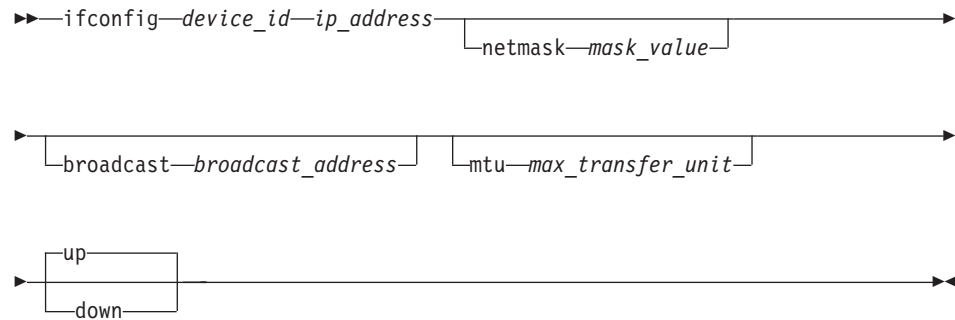 ifconfig device_id ip_address
netmask mask_value
broadcast broadcast_address mtu max_transfer_unit
up
down